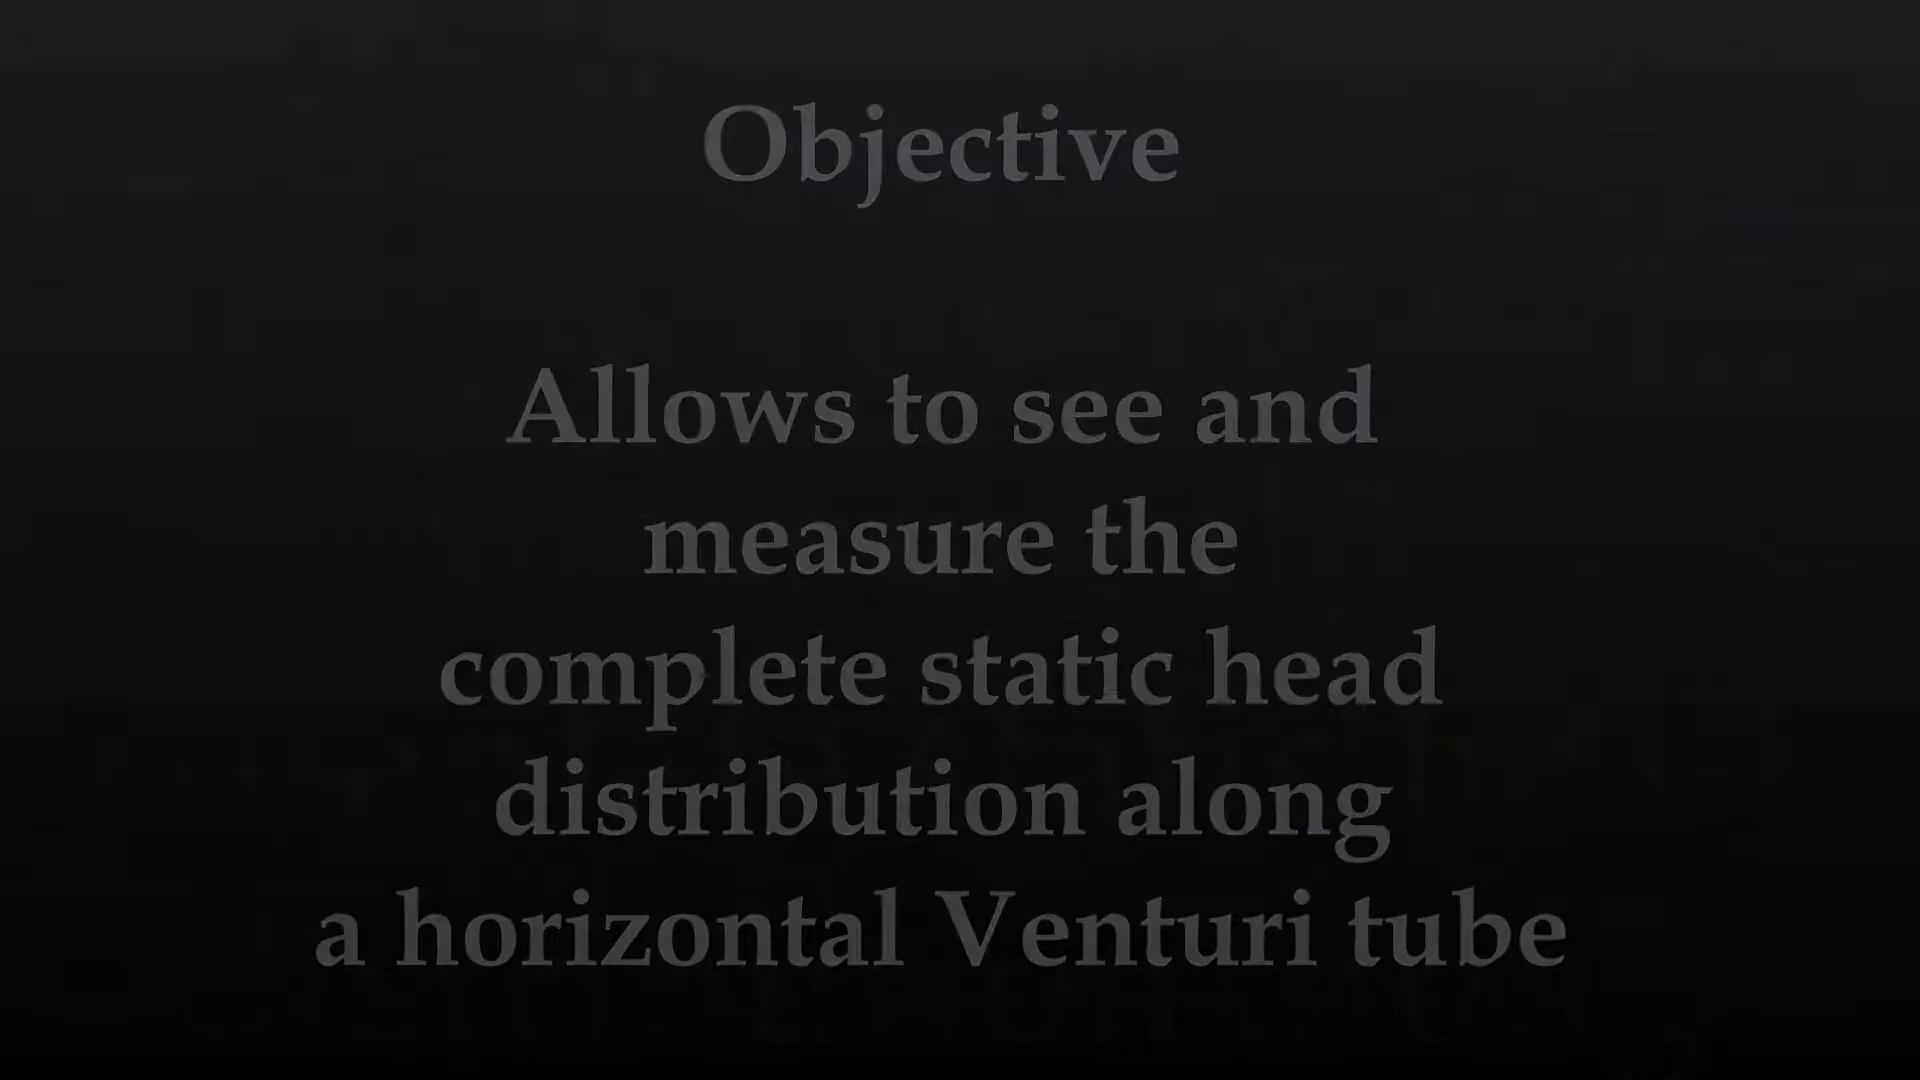 Objective
Allows to see and
measure the
complete static head
distribution along
a horizontal Venturi tube